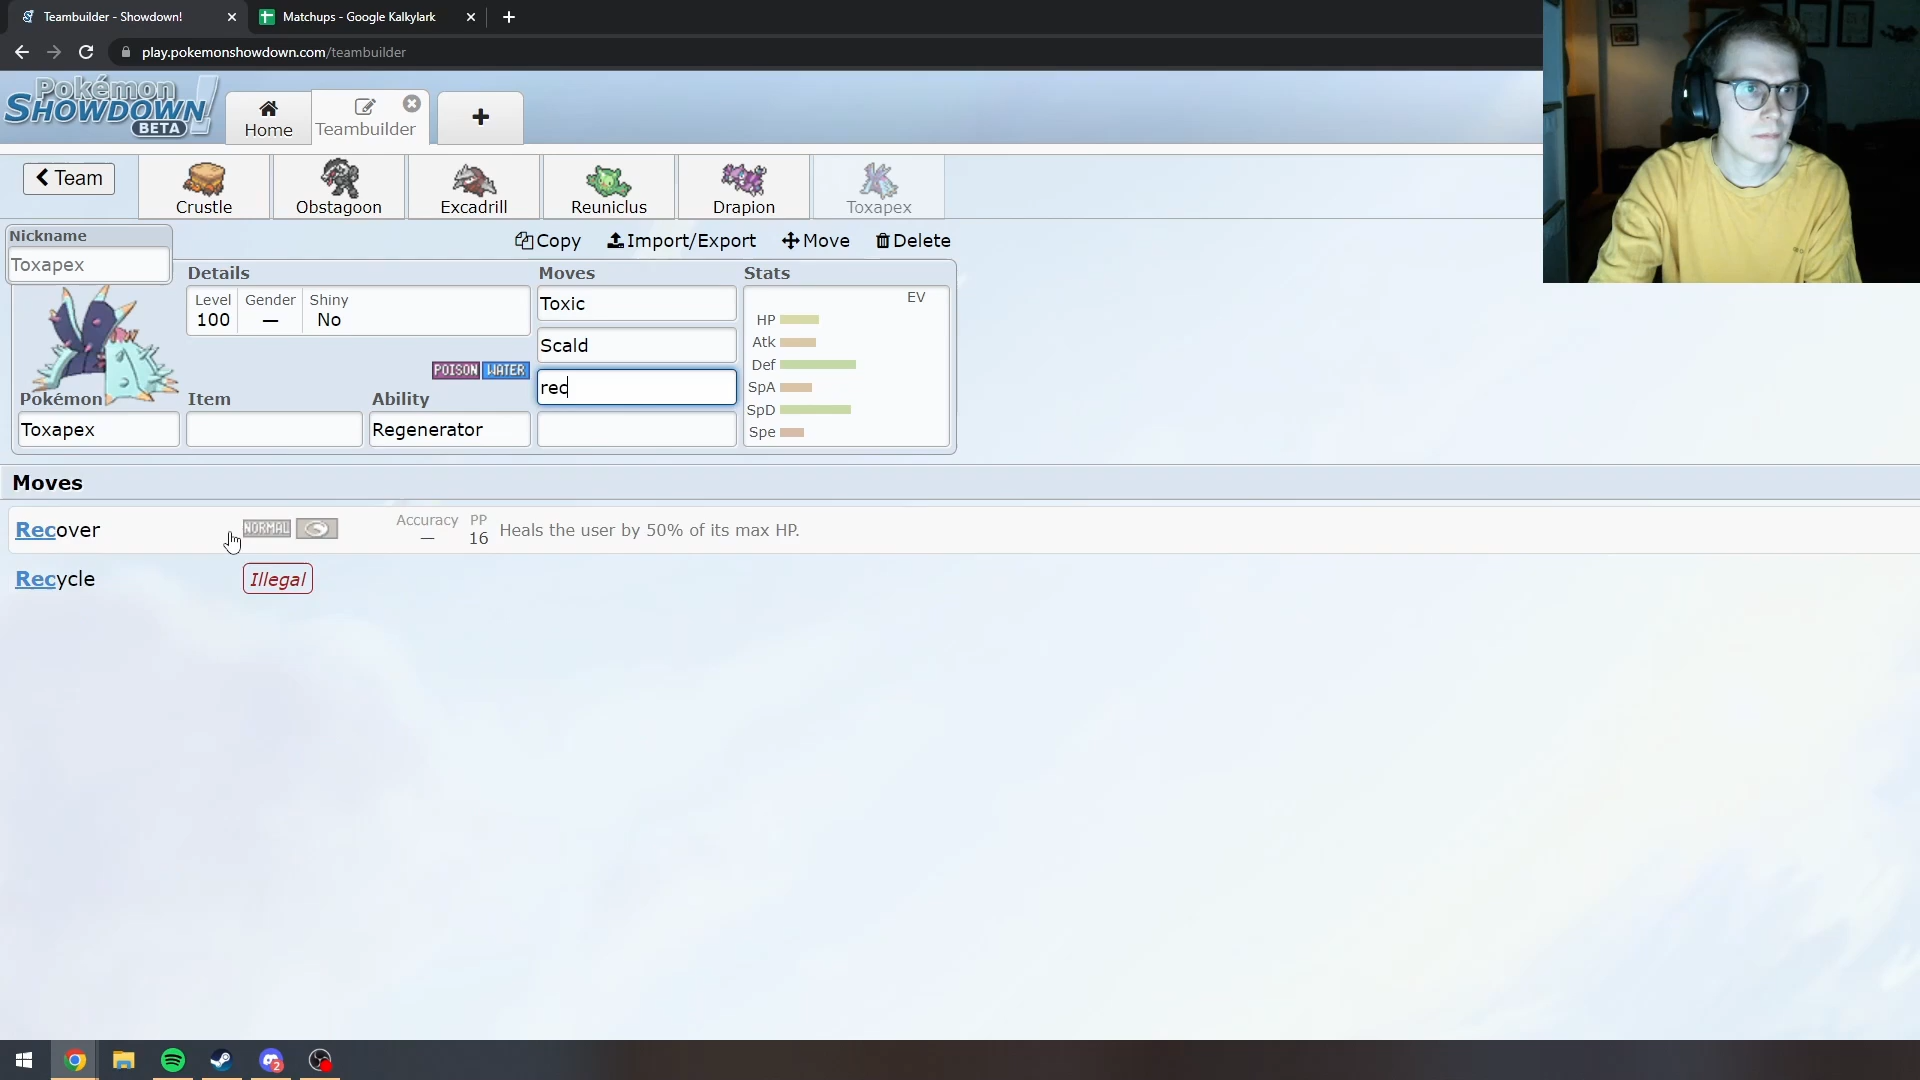 Teambuilder - Showdown!
Matchups - Google Kalkylark
play.pokemonshowdown.com/teambuilder
Pokémon
SHOWDOWN!
BETA
Home
Teambuilder
+
Team
Crustle
Obstagoon
Excadrill
Reuniclus
Drapion
Toxapex
Nickname
Toxapex
Copy
Import/Export
Move
Delete
Details
Moves
Stats
Level
Gender
Shiny
100
—
No
POISON
WATER
Pokémon
Item
Ability
Toxapex
Regenerator
Toxic
Scald
rec
EV
HP
Atk
Def
SpA
SpD
Spe
Moves
Recover
NORMAL
Accuracy
—
PP
16
Heals the user by 50% of its max HP.
Recycle
Illegal
2